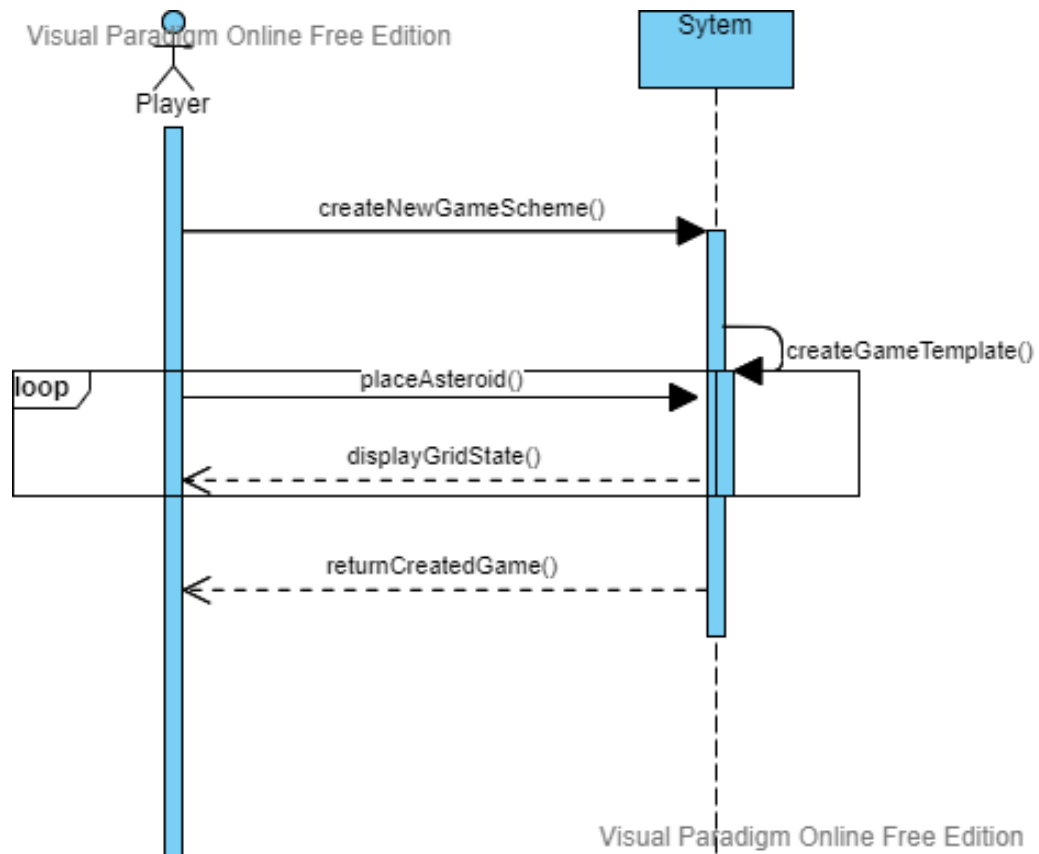 Visual Paradigm Online Free Edition
Sytem
Player
createNewGameScheme()
createGameTemplate()
loop
placeAsteroid()
displayGridState()
returnCreatedGame()
Visual Paradigm Online Free Edition